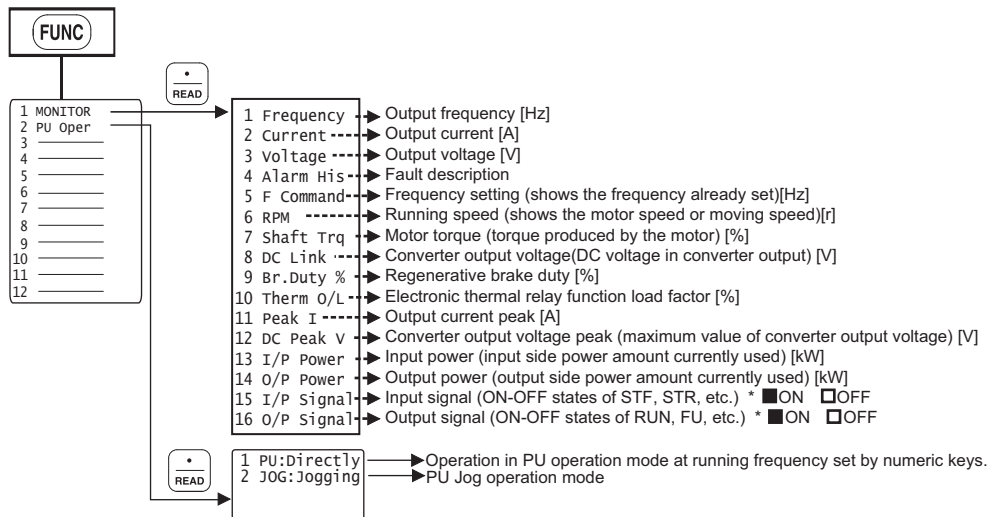 FUNC
READ
1 MONITOR
2 PU Oper
3
4
5
6
7
8
9
10
11
12
1 Frequency Output frequency [Hz]
2 Current Output current [A]
3 Voltage Output voltage [V]
4 Alarm His Fault description
5 F Command Frequency setting (shows the frequency already set)[Hz]
6 RPM Running speed (shows the motor speed or moving speed)[r]
7 Shaft Trq Motor torque (torque produced by the motor) [%]
8 DC Link Converter output voltage(DC voltage in converter output) [V]
9 Br.Duty % Regenerative brake duty [%]
10 Therm O/L Electronic thermal relay function load factor [%]
11 Peak I Output current peak [A]
12 DC Peak V Converter output voltage peak (maximum value of converter output voltage) [V]
13 I/P Power Input power (input side power amount currently used) [kW]
14 O/P Power Output power (output side power amount currently used) [kW]
15 I/P Signal Input signal (ON-OFF states of STF, STR, etc.) * ■ON □OFF
16 O/P Signal Output signal (ON-OFF states of RUN, FU, etc.) * ■ON □OFF
READ
1 PU:Directly Operation in PU operation mode at running frequency set by numeric keys.
2 JOG:Jogging PU Jog operation mode